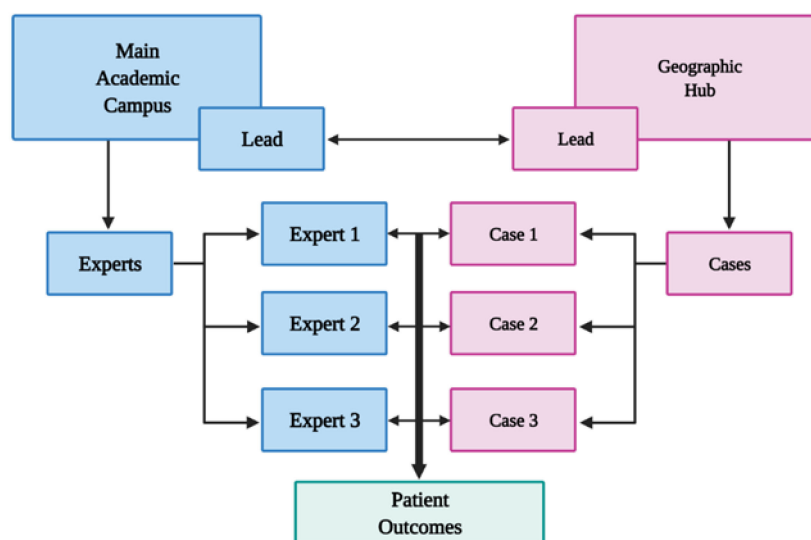 Main
Academic
Campus
Lead
Geographic
Hub
Lead
Experts
Expert 1
Case 1
Cases
Expert 2
Case 2
Expert 3
Case 3
Patient
Outcomes